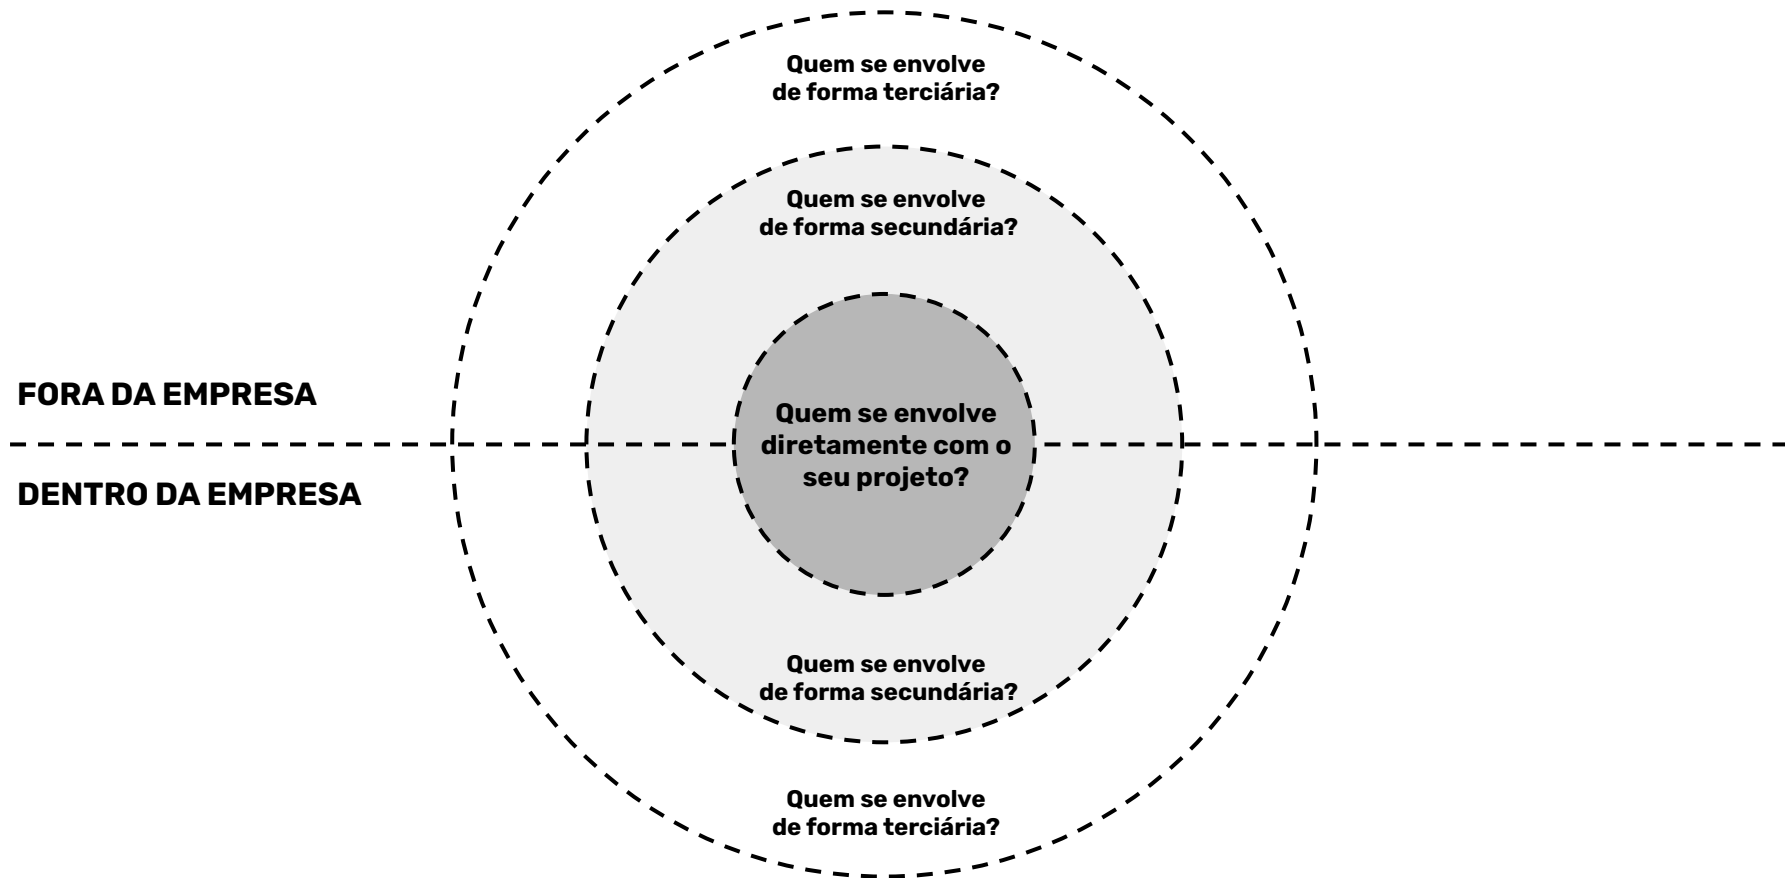 Quem se envolve
de forma terciária?
Quem se envolve
de forma secundária?
FORA DA EMPRESA
Quem se envolve
diretamente com o
seu projeto?
DENTRO DA EMPRESA
Quem se envolve
de forma secundária?
Quem se envolve
de forma terciária?